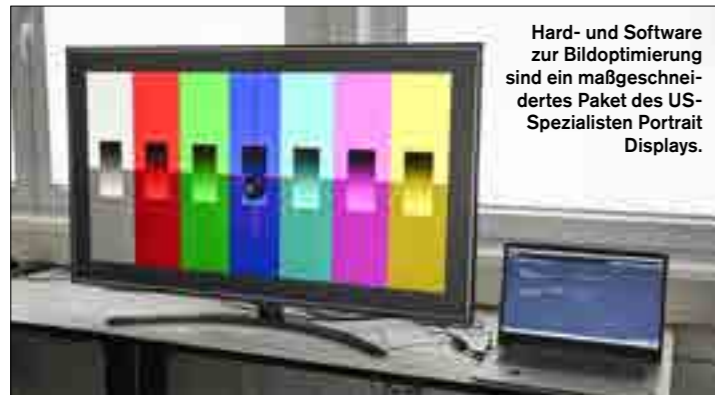 Hard- und Software
zur Bildoptimierung
sind ein maßgeschnei-
dertes Paket des US-
Spezialisten Portrait
Displays.